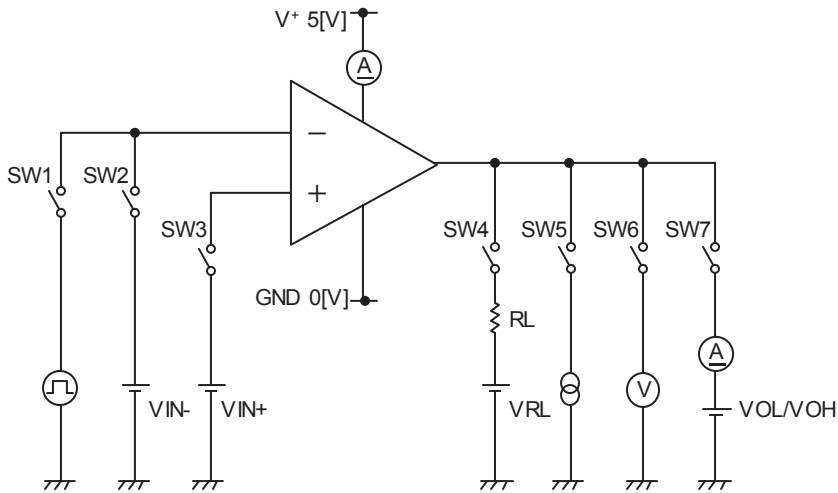 V+ 5[V]
A
SW1
SW2
SW3
−
+
SW4
SW5
SW6
SW7
GND 0[V]
RL
A
VIN-
VIN+
VRL
V
VOL/VOH